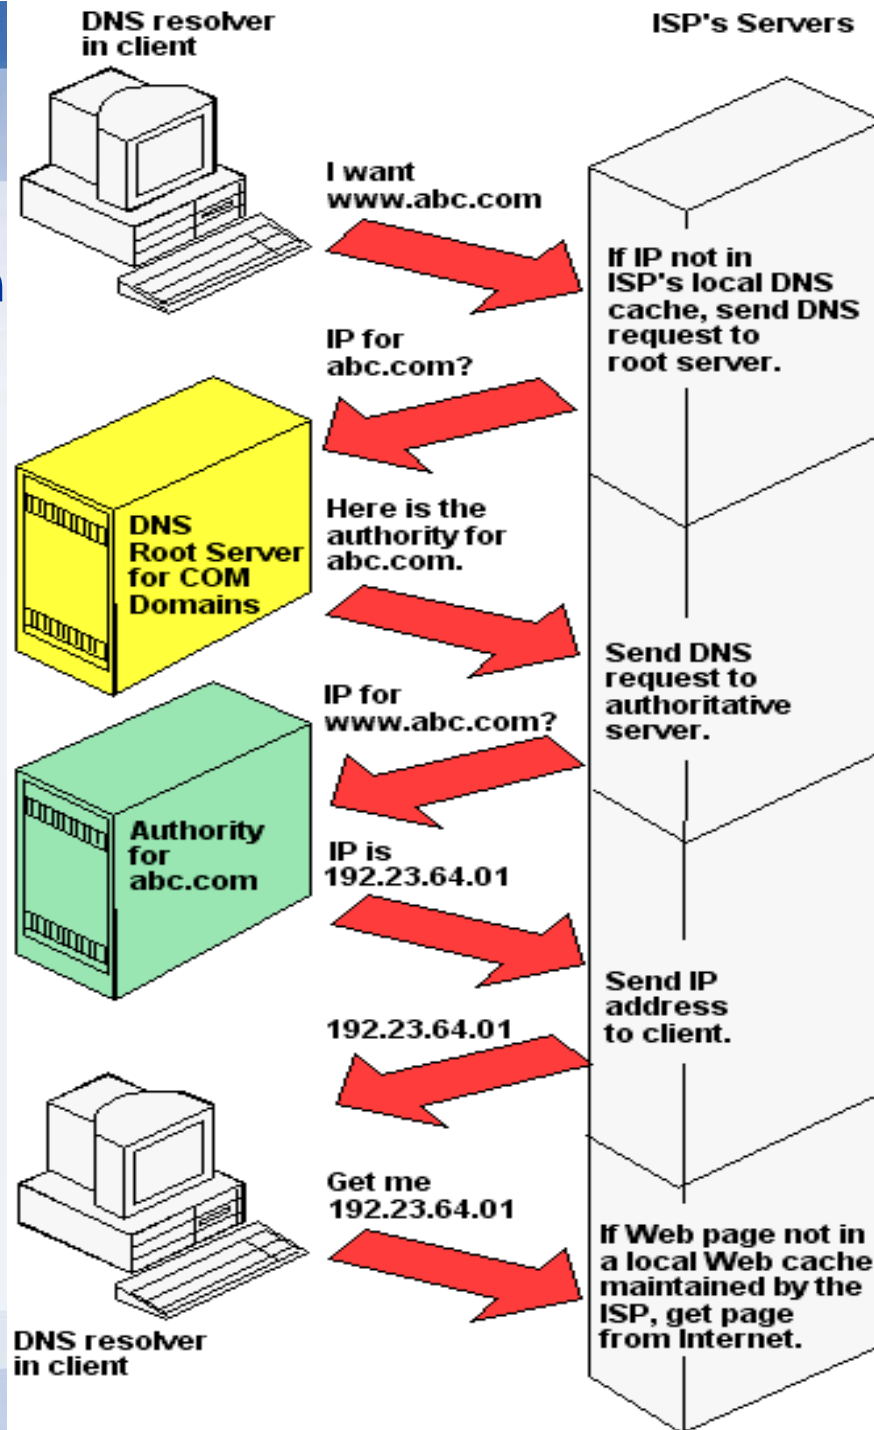 DNS resolver
in client
ISP's Servers
I want
www.abc.com
If IP not in
ISP's local DNS
cache, send DNS
request to
root server.
IP for
abc.com?
DNS
Root Server
for COM
Domains
Here is the
authority for
abc.com.
Send DNS
request to
authoritative
server.
IP for
www.abc.com?
Authority
for
abc.com
IP is
192.23.64.01
Send IP
address
to client.
192.23.64.01
Get me
192.23.64.01
If Web page not in
a local Web cache
maintained by the
ISP, get page
from Internet.
DNS resolver
in client